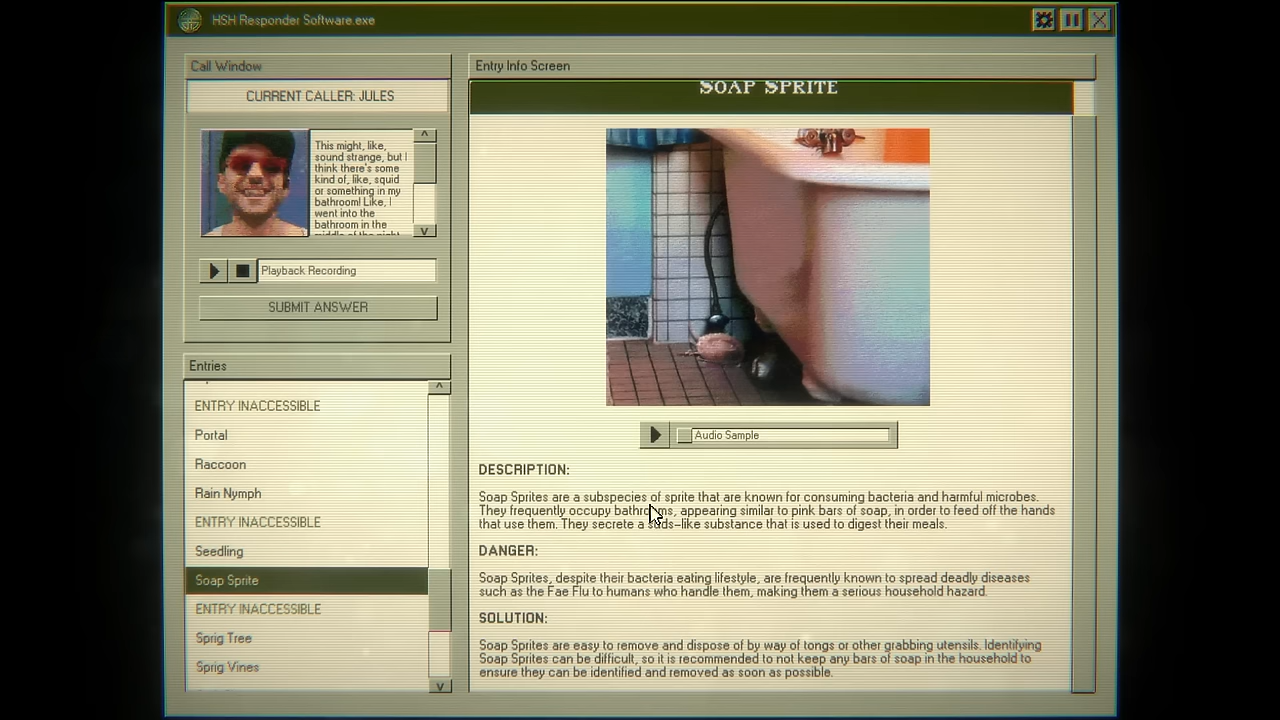 HSH Responder Software.exe
Call Window
CURRENT CALLER: JULES
This might, like,
sound strange, but I
think there's some
kind of, like, squid
or something in my
bathroom! Like, I
went into the
bathroom in the
middle of the night
Playback Recording
SUBMIT ANSWER
Entries
ENTRY INACCESSIBLE
Portal
Raccoon
Rain Nymph
ENTRY INACCESSIBLE
Seedling
Soap Sprite
ENTRY INACCESSIBLE
Sprig Tree
Sprig Vines
Entry Info Screen
SOAP SPRITE
Audio Sample
DESCRIPTION:
Soap Sprites are a subspecies of sprite that are known for consuming bacteria and harmful microbes.
They frequently occupy bathrooms, appearing similar to pink bars of soap, in order to feed off the hands
that use them. They secrete a suds-like substance that is used to digest their meals.
DANGER:
Soap Sprites, despite their bacteria eating lifestyle, are frequently known to spread deadly diseases
such as the Fae Flu to humans who handle them, making them a serious household hazard.
SOLUTION:
Soap Sprites are easy to remove and dispose of by way of tongs or other grabbing utensils. Identifying
Soap Sprites can be difficult, so it is recommended to not keep any bars of soap in the household to
ensure they can be identified and removed as soon as possible.